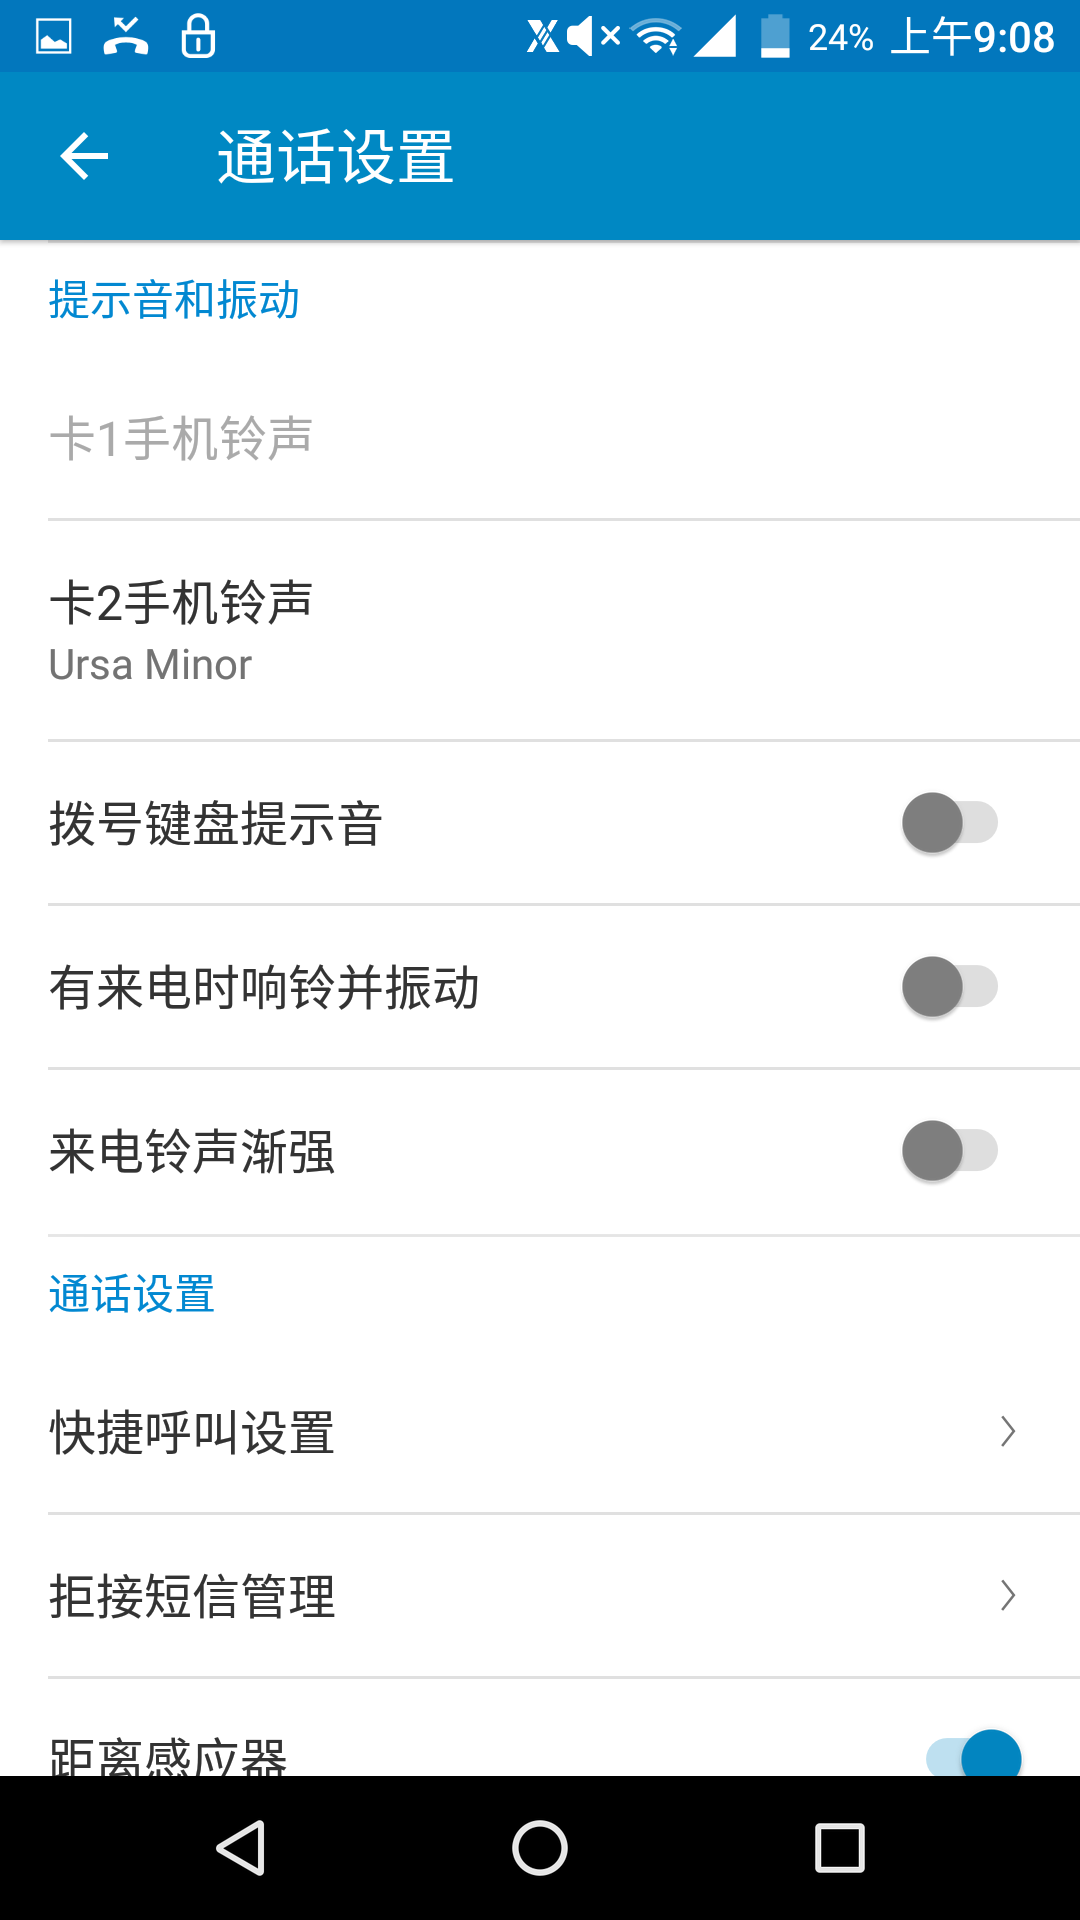 24% 上午9:08
通话设置
提示音和振动
卡1手机铃声
卡2手机铃声
Ursa Minor
拨号键盘提示音
有来电时响铃并振动
来电铃声渐强
通话设置
快捷呼叫设置
拒接短信管理
距离感应器